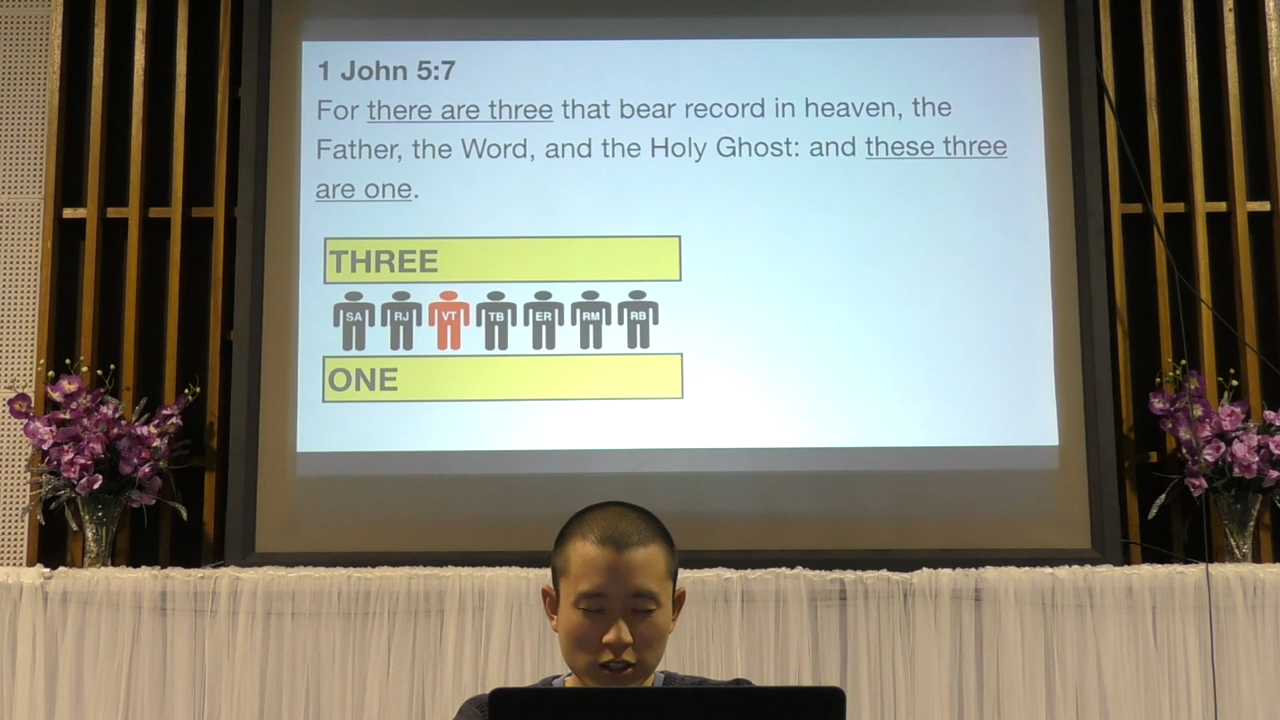 1 John 5:7
For there are three that bear record in heaven, the
Father, the Word, and the Holy Ghost: and these three
are one.
THREE
SA RJ VT TB ER RM RB
ONE